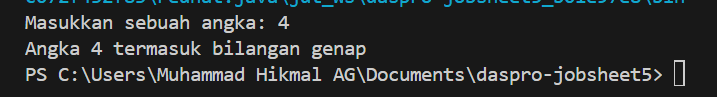 Masukkan sebuah angka: 4
Angka 4 termasuk bilangan genap
PS C:\Users\Muhammad Hikmal AG\Documents\daspro-jobsheet5>